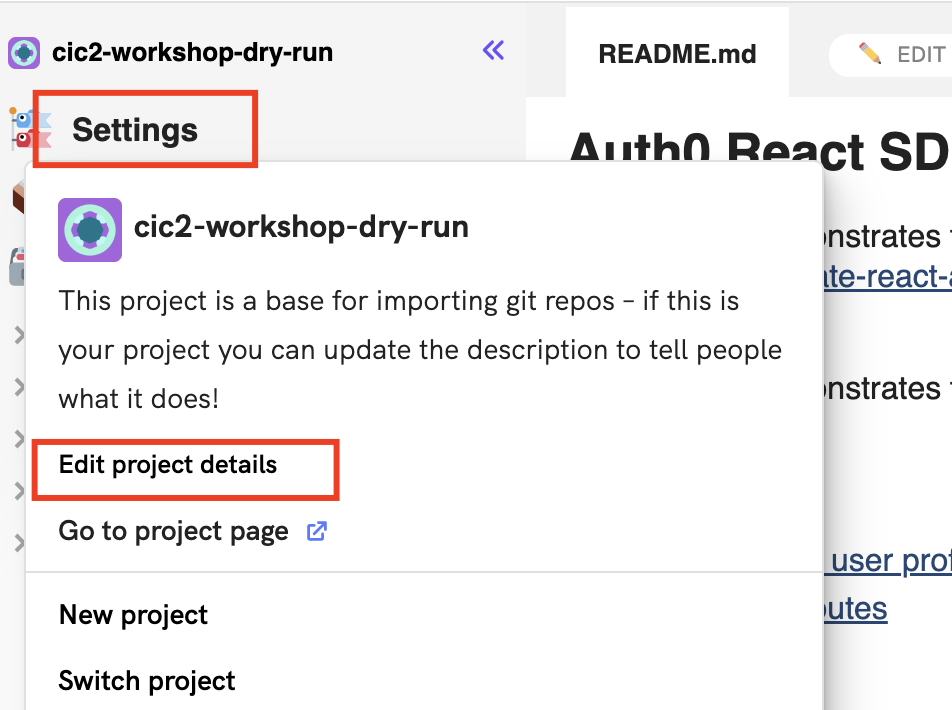 cic2-workshop-dry-run
README.md
EDIT
Settings
Auth0 React SD
cic2-workshop-dry-run
onstrates
This project is a base for importing git repos – if this is
ate-react-a
your project you can update the description to tell people
onstrates
what it does!
Edit project details
Go to project page
user prof
New project
butes
Switch project